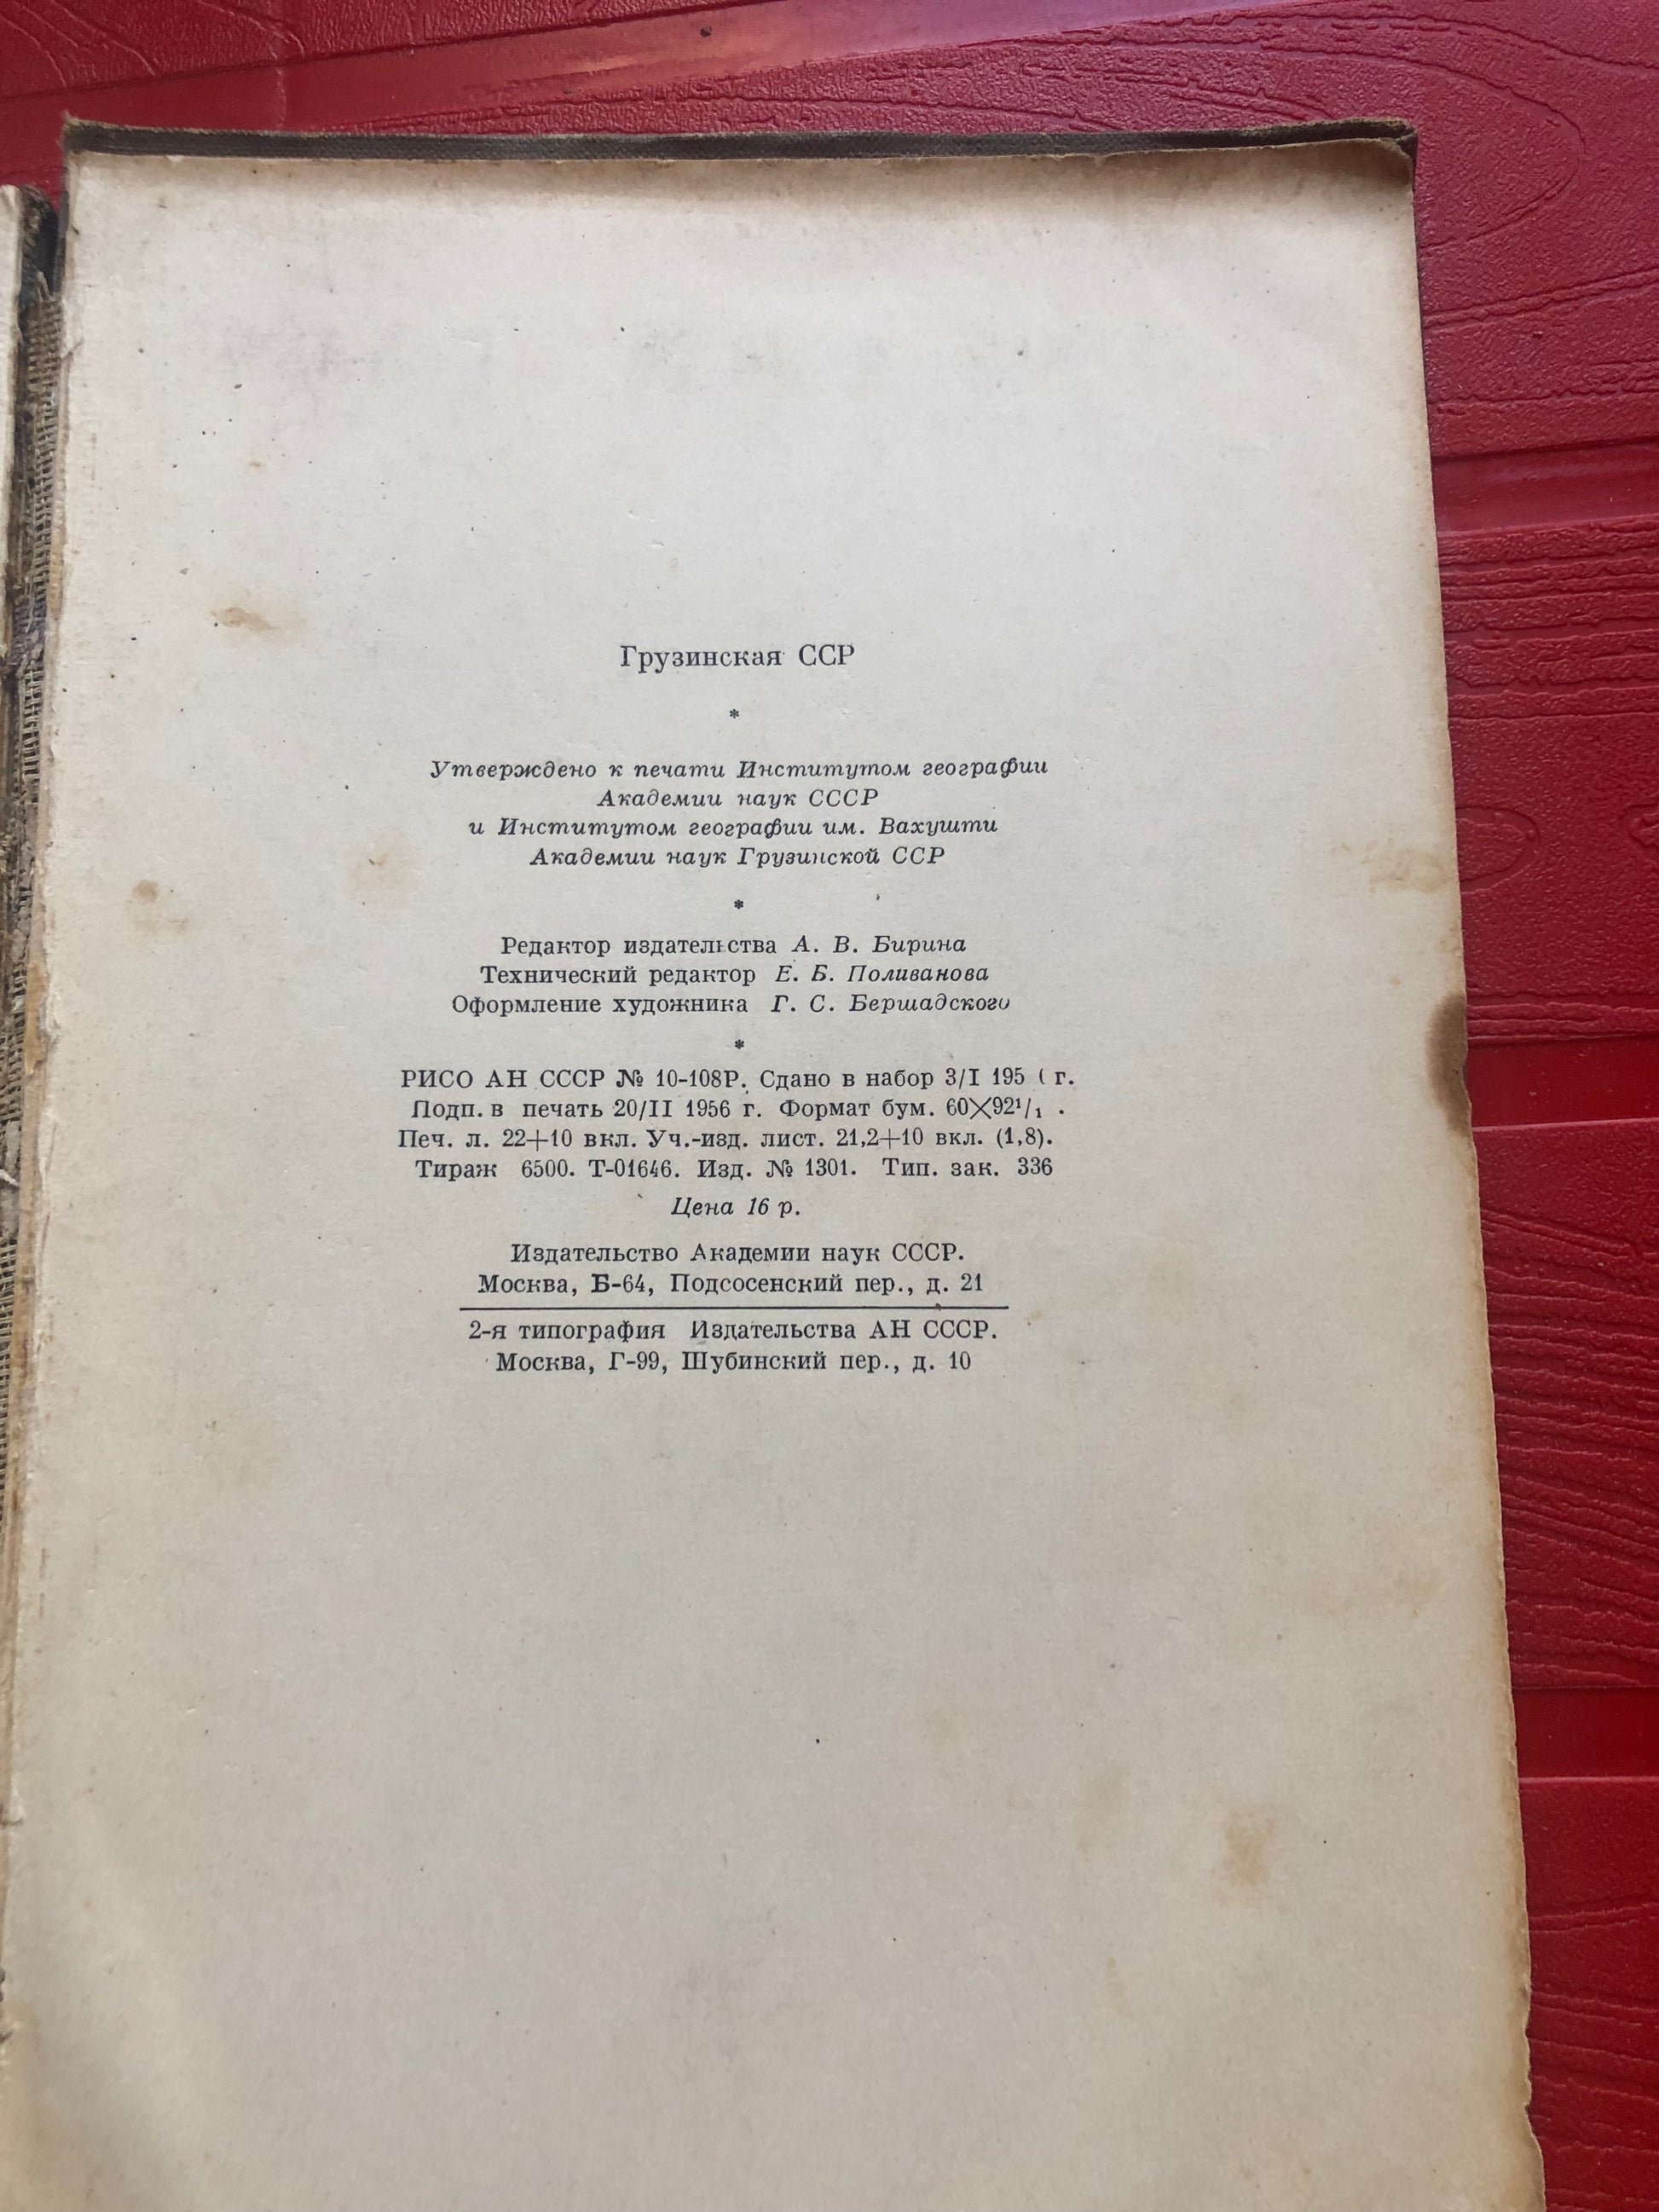 Грузинская ССР
*
Утверждено к печати Институтом географии
Академии наук СССР
и Институтом географии им. Вахушти
Академии наук Грузинской ССР
*
Редактор издательства А. В. Бирина
Технический редактор Е. Б. Поливанова
Оформление художника Г. С. Бершадского
*
РИСО АН СССР № 10-108Р. Сдано в набор 3/I 195 г.
Подп. в печать 20/II 1956 г. Формат бум. 60×92¹/₁ .
Печ. л. 22+10 вкл. Уч.-изд. лист. 21,2+10 вкл. (1,8).
Тираж 6500. Т-01646. Изд. № 1301. Тип. зак. 336
Цена 16 р.
Издательство Академии наук СССР.
Москва, Б-64, Подсосенский пер., д. 21
2-я типография Издательства АН СССР.
Москва, Г-99, Шубинский пер., д. 10